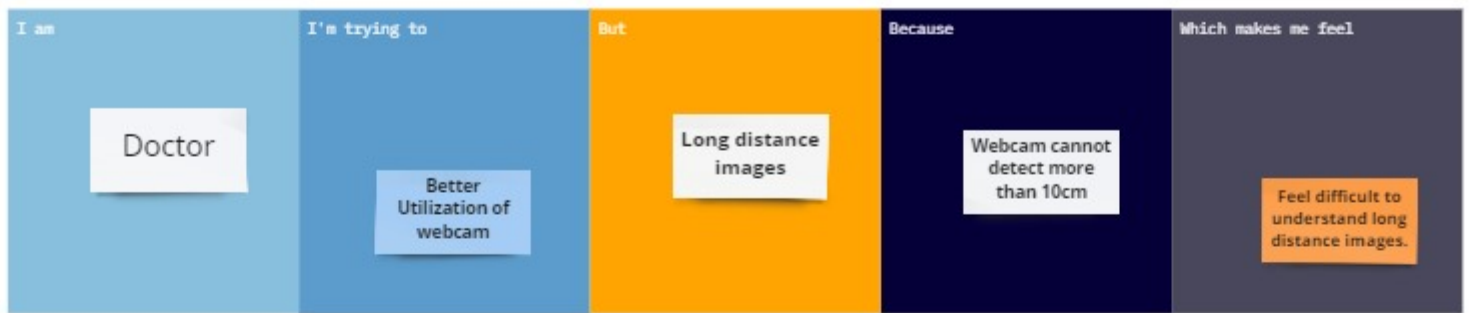 I am
I'm trying to
But
Because
Which makes me feel
Doctor
Better
Utilization of
webcam
Long distance
images
Webcam cannot
detect more
than 10cm
Feel difficult to
understand long
distance images.